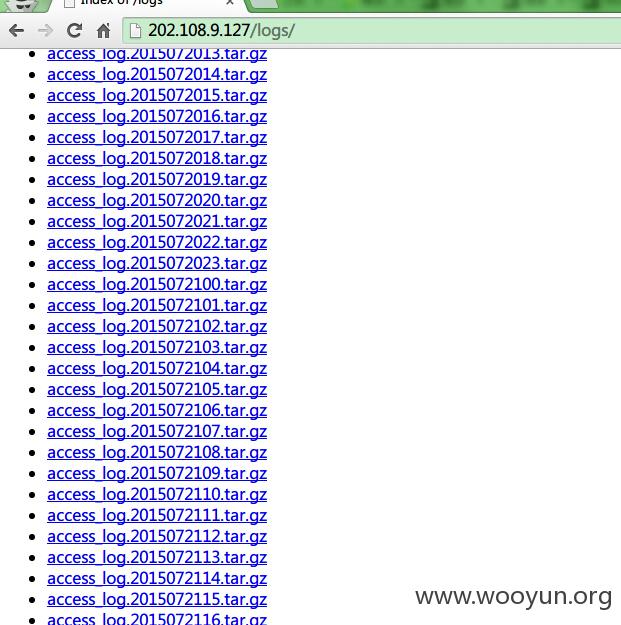 Index of /logs
202.108.9.127/logs/
access_log.2015072013.tar.gz
access_log.2015072014.tar.gz
access_log.2015072015.tar.gz
access_log.2015072016.tar.gz
access_log.2015072017.tar.gz
access_log.2015072018.tar.gz
access_log.2015072019.tar.gz
access_log.2015072020.tar.gz
access_log.2015072021.tar.gz
access_log.2015072022.tar.gz
access_log.2015072023.tar.gz
access_log.2015072100.tar.gz
access_log.2015072101.tar.gz
access_log.2015072102.tar.gz
access_log.2015072103.tar.gz
access_log.2015072104.tar.gz
access_log.2015072105.tar.gz
access_log.2015072106.tar.gz
access_log.2015072107.tar.gz
access_log.2015072108.tar.gz
access_log.2015072109.tar.gz
access_log.2015072110.tar.gz
access_log.2015072111.tar.gz
access_log.2015072112.tar.gz
access_log.2015072113.tar.gz
access_log.2015072114.tar.gz
access_log.2015072115.tar.gz
access_log.2015072116.tar.gz
www.wooyun.org